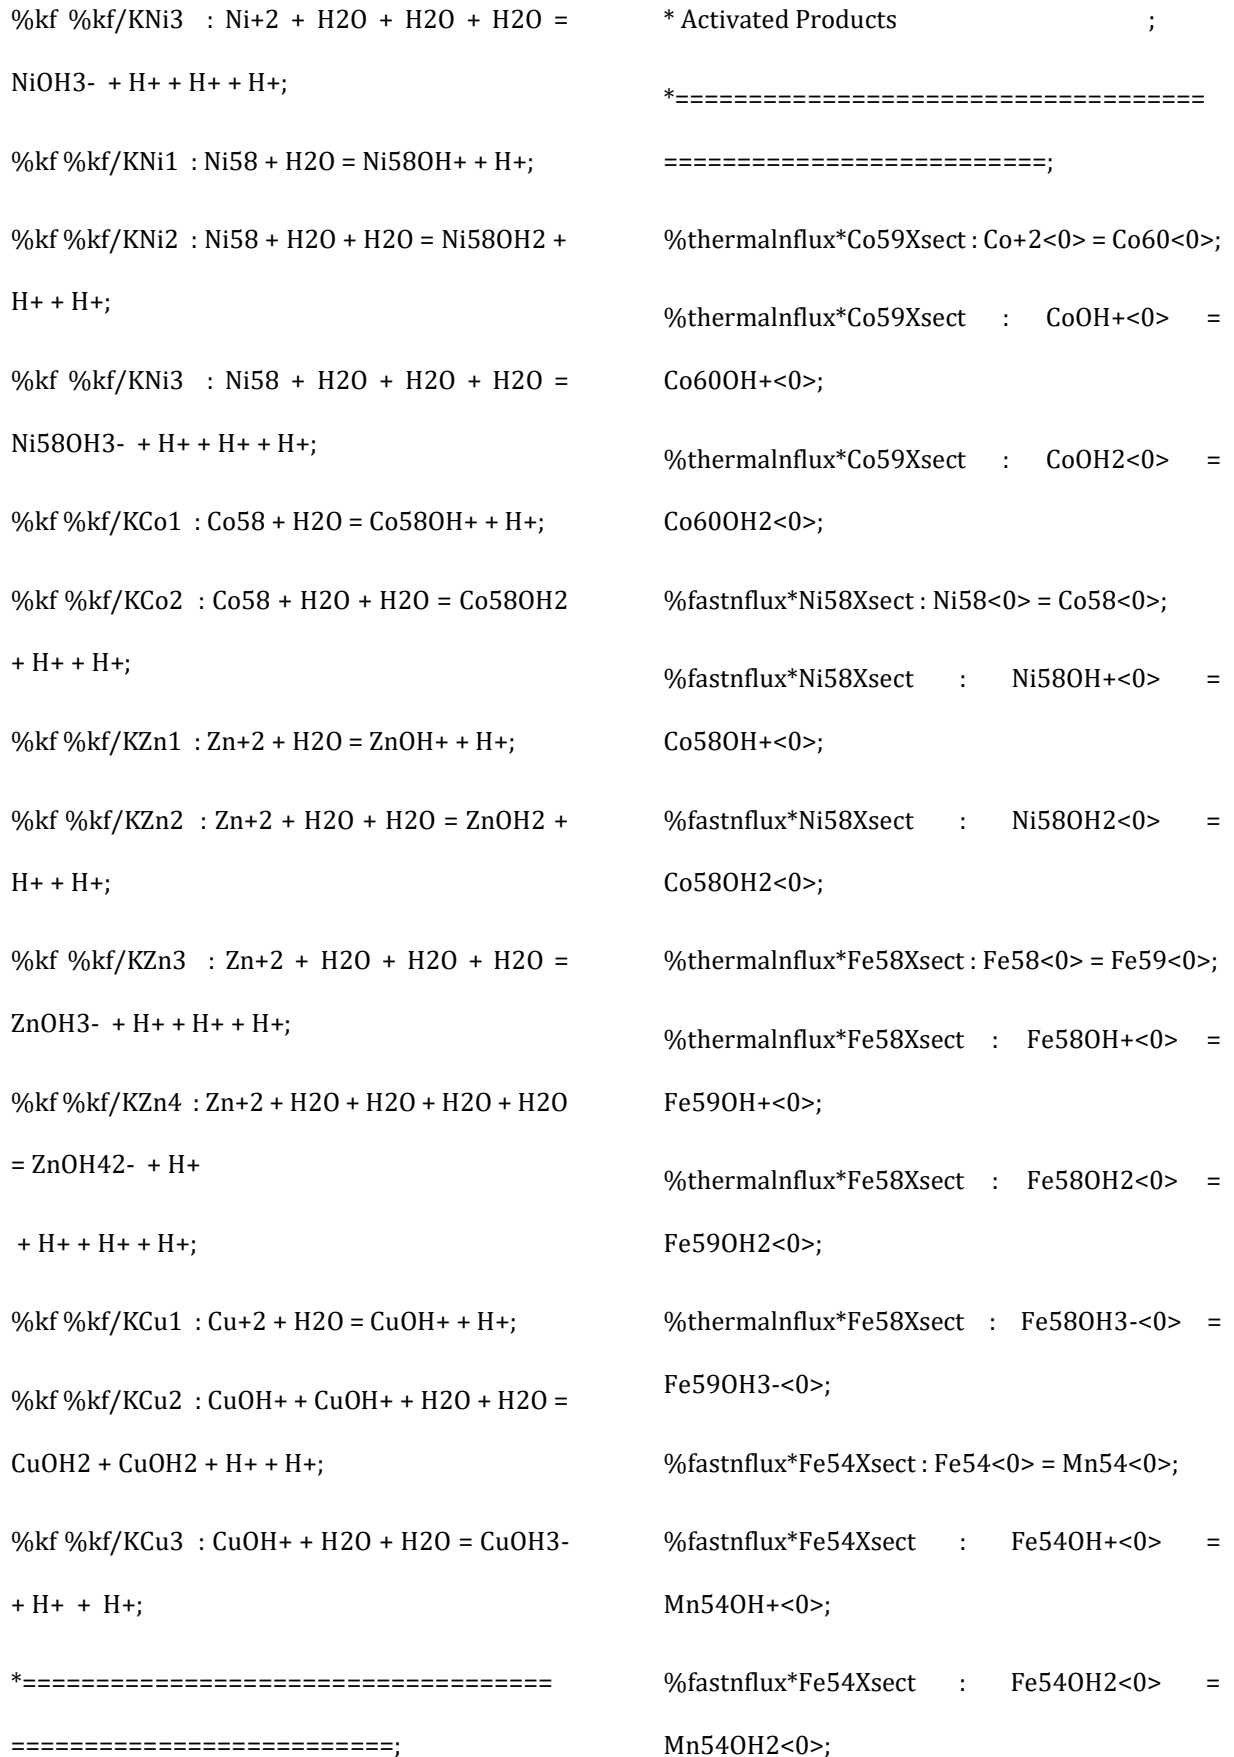 %kf %kf/KNi3 : Ni+2 + H2O + H2O + H2O =
NiOH3- + H+ + H+ + H+;
%kf %kf/KNi1 : Ni58 + H2O = Ni58OH+ + H+;
%kf %kf/KNi2 : Ni58 + H2O + H2O = Ni58OH2 +
H+ + H+;
%kf %kf/KNi3 : Ni58 + H2O + H2O + H2O =
Ni58OH3- + H+ + H+ + H+;
%kf %kf/KCo1 : Co58 + H2O = Co58OH+ + H+;
%kf %kf/KCo2 : Co58 + H2O + H2O = Co58OH2
+ H+ + H+;
%kf %kf/KZn1 : Zn+2 + H2O = ZnOH+ + H+;
%kf %kf/KZn2 : Zn+2 + H2O + H2O = ZnOH2 +
H+ + H+;
%kf %kf/KZn3 : Zn+2 + H2O + H2O + H2O =
ZnOH3- + H+ + H+ + H+;
%kf %kf/KZn4 : Zn+2 + H2O + H2O + H2O + H2O
= ZnOH42- + H+
+ H+ + H+ + H+;
%kf %kf/KCu1 : Cu+2 + H2O = CuOH+ + H+;
%kf %kf/KCu2 : CuOH+ + CuOH+ + H2O + H2O =
CuOH2 + CuOH2 + H+ + H+;
%kf %kf/KCu3 : CuOH+ + H2O + H2O = CuOH3-
+ H+ + H+;
*====================================
==========================;
* Activated Products ;
*====================================
==========================;
%thermalnflux*Co59Xsect : Co+2<0> = Co60<0>;
%thermalnflux*Co59Xsect : CoOH+<0> =
Co60OH+<0>;
%thermalnflux*Co59Xsect : CoOH2<0> =
Co60OH2<0>;
%fastnflux*Ni58Xsect : Ni58<0> = Co58<0>;
%fastnflux*Ni58Xsect : Ni58OH+<0> =
Co58OH+<0>;
%fastnflux*Ni58Xsect : Ni58OH2<0> =
Co58OH2<0>;
%thermalnflux*Fe58Xsect : Fe58<0> = Fe59<0>;
%thermalnflux*Fe58Xsect : Fe58OH+<0> =
Fe59OH+<0>;
%thermalnflux*Fe58Xsect : Fe58OH2<0> =
Fe59OH2<0>;
%thermalnflux*Fe58Xsect : Fe58OH3-<0> =
Fe59OH3-<0>;
%fastnflux*Fe54Xsect : Fe54<0> = Mn54<0>;
%fastnflux*Fe54Xsect : Fe54OH+<0> =
Mn54OH+<0>;
%fastnflux*Fe54Xsect : Fe54OH2<0> =
Mn54OH2<0>;